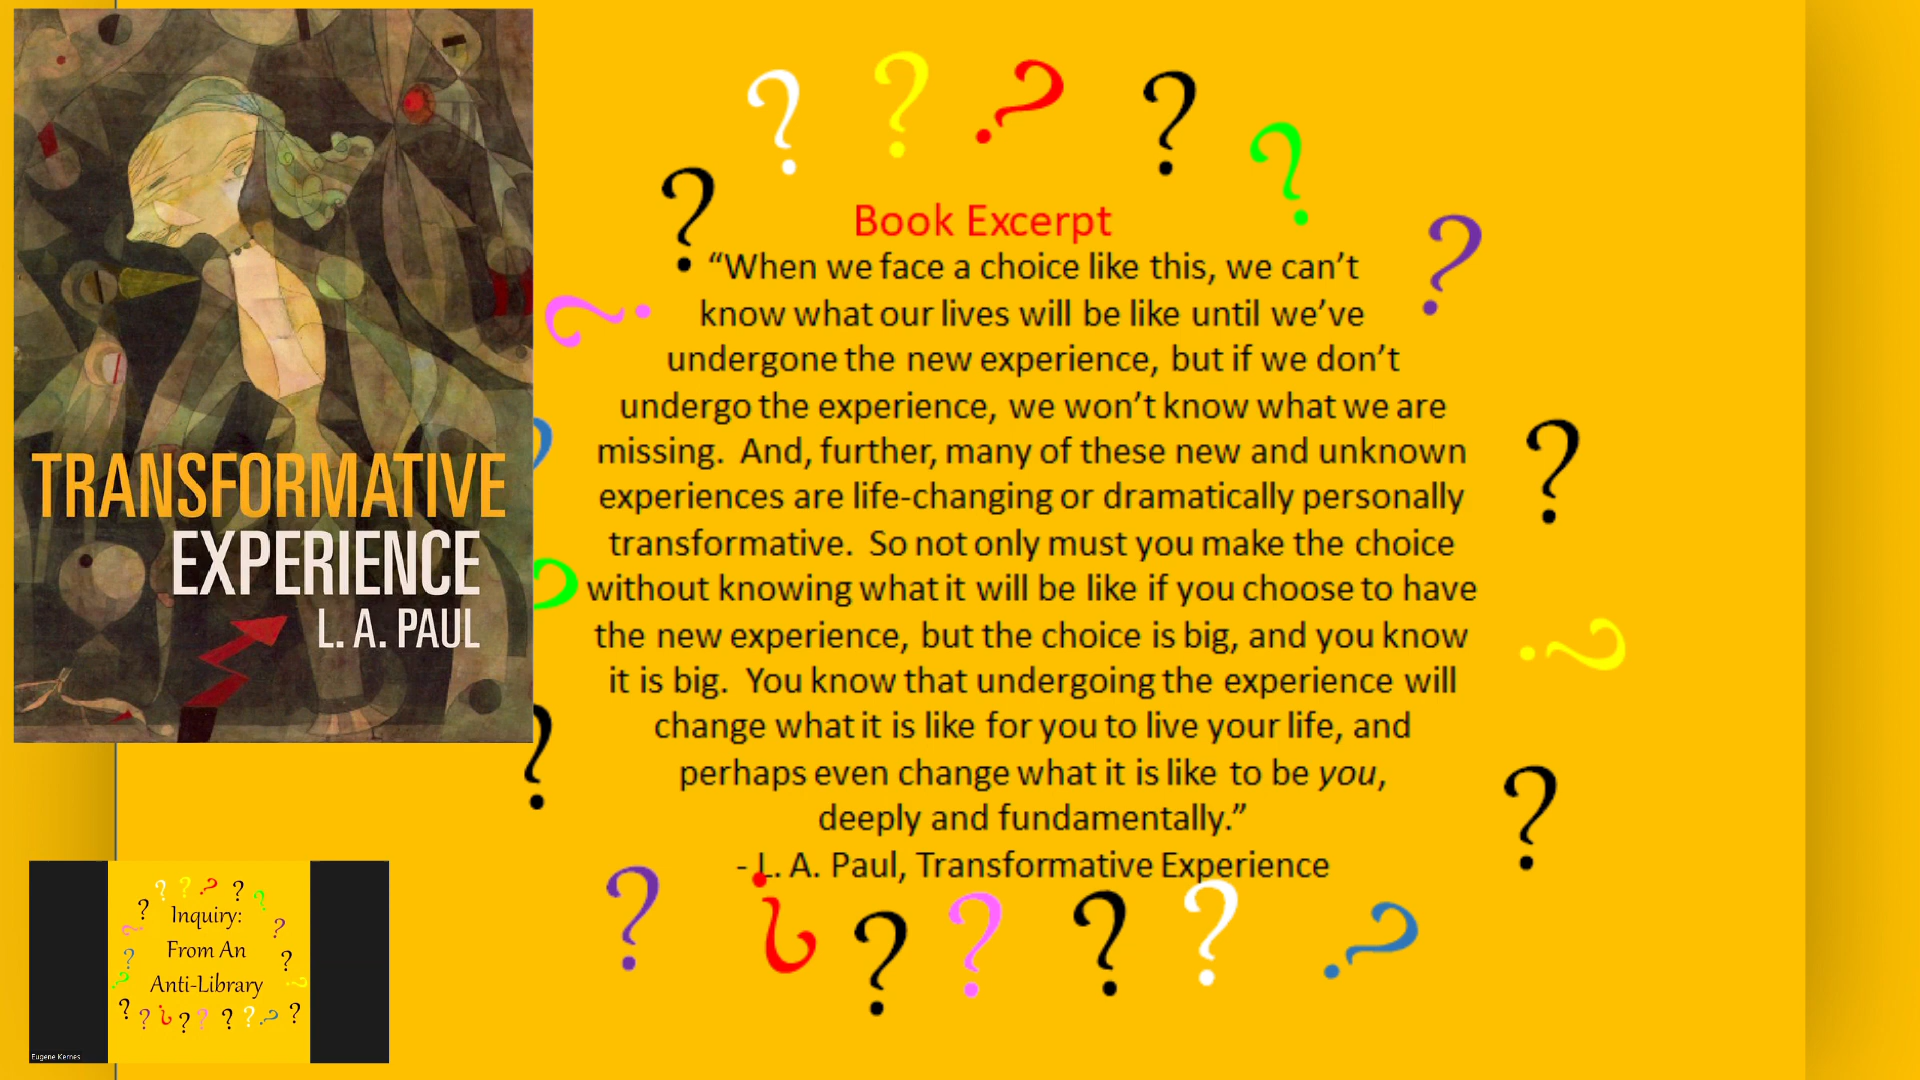 TRANSFORMATIVE
EXPERIENCE
L. A. PAUL
Book Excerpt
“When we face a choice like this, we can’t
know what our lives will be like until we’ve
undergone the new experience, but if we don’t
undergo the experience, we won’t know what we are
missing.  And, further, many of these new and unknown
experiences are life-changing or dramatically personally
transformative.  So not only must you make the choice
without knowing what it will be like if you choose to have
the new experience, but the choice is big, and you know
it is big.  You know that undergoing the experience will
change what it is like for you to live your life, and
perhaps even change what it is like to be you,
deeply and fundamentally.”
- L. A. Paul, Transformative Experience
Inquiry:
From An
Anti-Library
Eugene Kernes